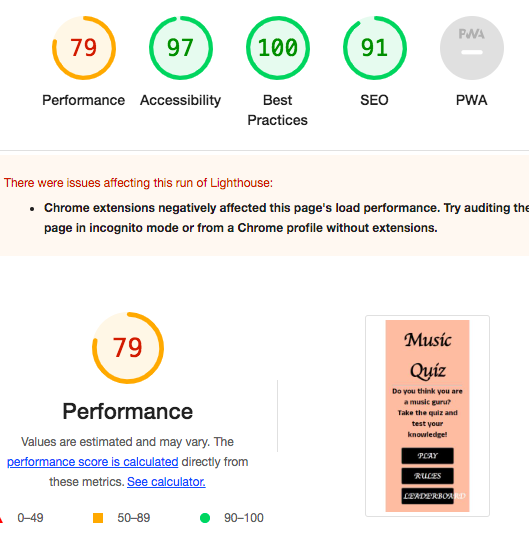 79
97
100
91
PWA
Performance
Accessibility
Best
Practices
SEO
PWA
There were issues affecting this run of Lighthouse:
• Chrome extensions negatively affected this page's load performance. Try auditing the
page in incognito mode or from a Chrome profile without extensions.
79
Performance
Values are estimated and may vary. The
performance score is calculated directly from
these metrics. See calculator.
0–49
50–89
90–100
Music
Quiz
Do you think you are
a music guru?
Take the quiz and
test your
knowledge!
PLAY
RULES
LEADERBOARD